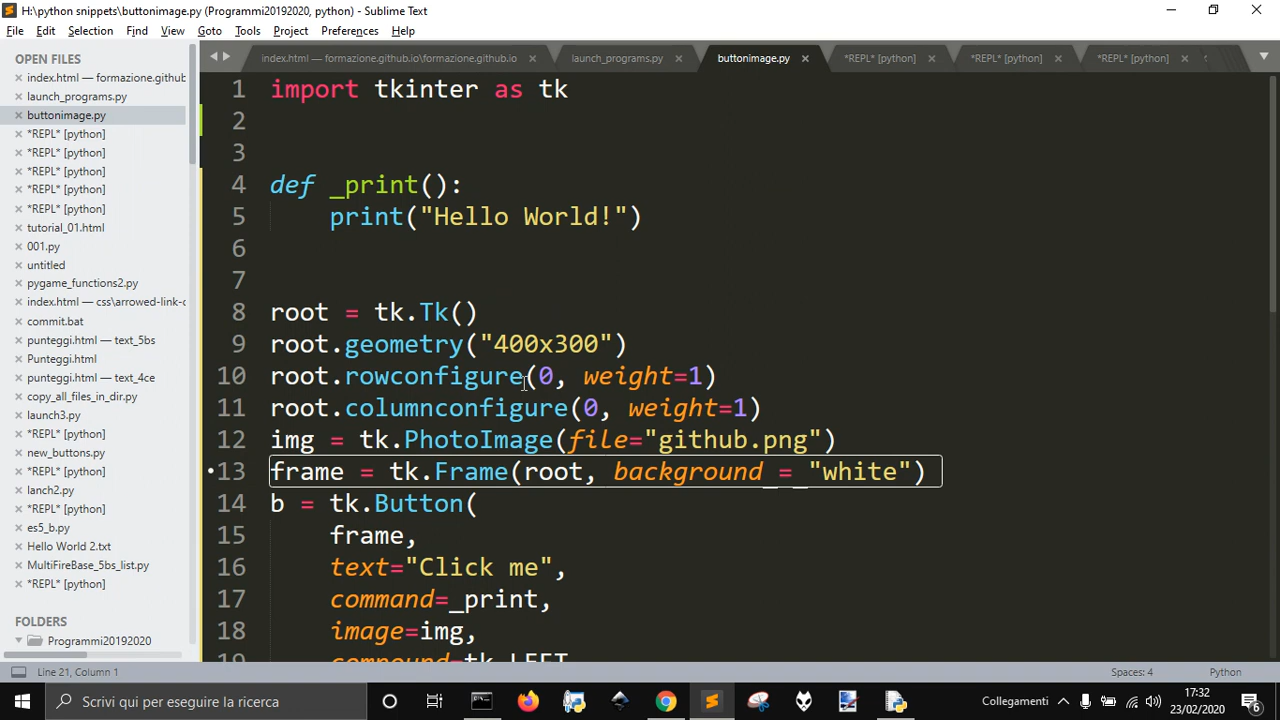 H:\python snippets\buttonimage.py (Programmi20192020, python) - Sublime Text
File Edit Selection Find View Goto Tools Project Preferences Help
OPEN FILES
index.html — formazione.github
launch_programs.py
buttonimage.py
*REPL* [python]
*REPL* [python]
*REPL* [python]
*REPL* [python]
*REPL* [python]
tutorial_01.html
001.py
untitled
pygame_functions2.py
index.html — css\arrowed-link-c
commit.bat
punteggi.html — text_5bs
Punteggi.html
punteggi.html — text_4ce
copy_all_files_in_dir.py
launch3.py
*REPL* [python]
new_buttons.py
*REPL* [python]
lanch2.py
*REPL* [python]
es5_b.py
Hello World 2.txt
MultiFireBase_5bs_list.py
*REPL* [python]
FOLDERS
Programmi20192020
index.html — formazione.github.io\formazione.github.io launch_programs.py buttonimage.py *REPL* [python] *REPL* [python] *REPL* [python]
1 import tkinter as tk
2
3
4 def _print():
5 print("Hello World!")
6
7
8 root = tk.Tk()
9 root.geometry("400x300")
10 root.rowconfigure(0, weight=1)
11 root.columnconfigure(0, weight=1)
12 img = tk.PhotoImage(file="github.png")
13 frame = tk.Frame(root, background = "white")
14 b = tk.Button(
15 frame,
16 text="Click me",
17 command=_print,
18 image=img,
19 compound=tk.LEFT
Line 21, Column 1 Spaces: 4 Python
Scrivi qui per eseguire la ricerca
Collegamenti
17:32
23/02/2020
6